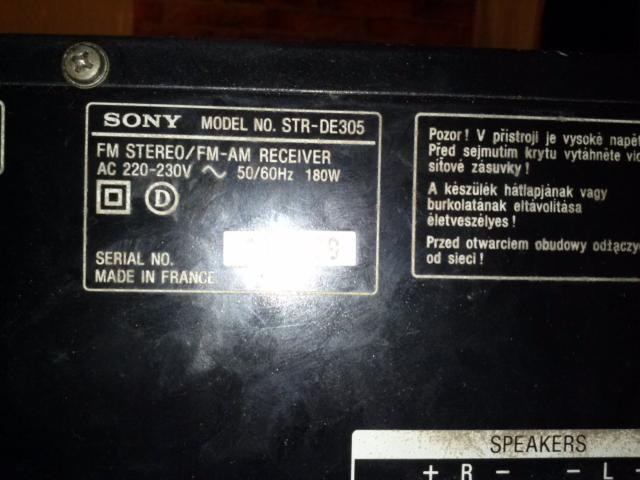 SONY MODEL NO. STR-DE305
FM STEREO/FM-AM RECEIVER
AC 220-230V ~ 50/60Hz 180W
D
SERIAL NO.
MADE IN FRANCE
Pozor! V přístroji je vysoké
Před sejmutím krytu vytáhněte
síťové zásuvky!
A készülék hátlapjának vagy
burkolatának eltávolítása
életveszélyes!
Przed otwarciem obudowy
od sieci!
SPEAKERS
+ R - - L